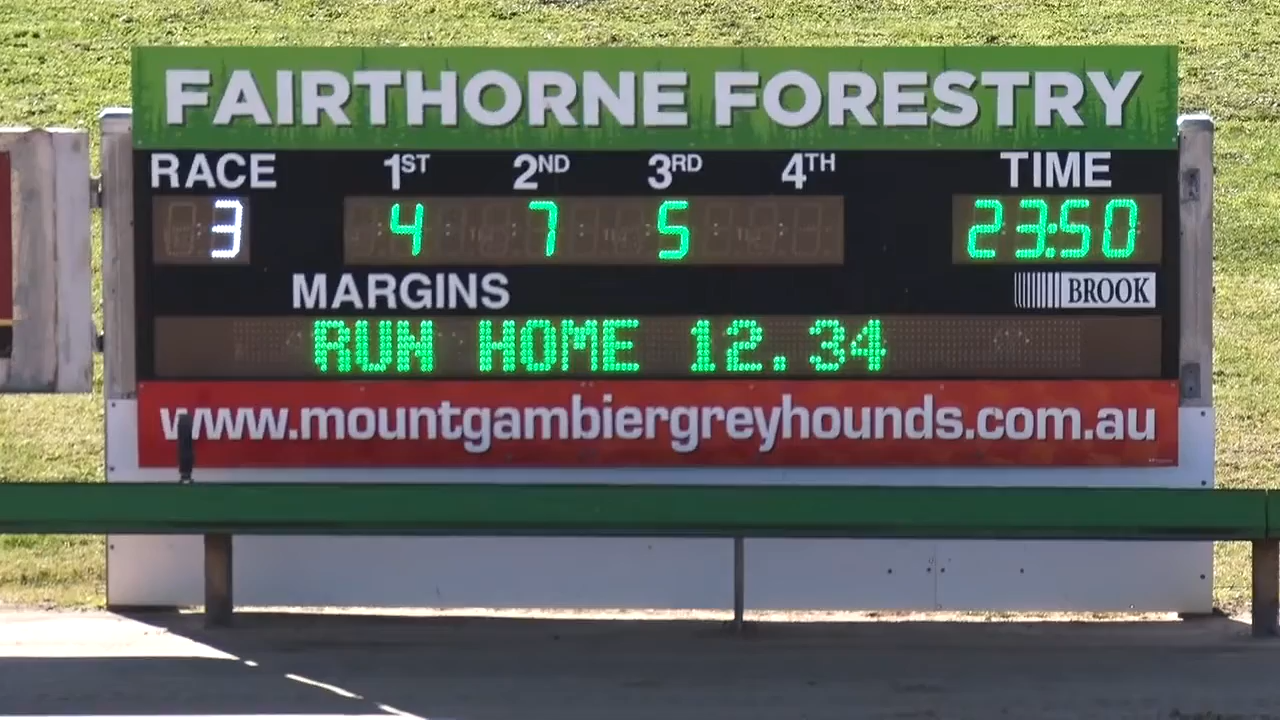 FAIRTHORNE FORESTRY
RACE 1ST 2ND 3RD 4TH TIME
3 4 7 5 23:50
MARGINS BROOK
RUN HOME 12.34
www.mountgambiergreyhounds.com.au